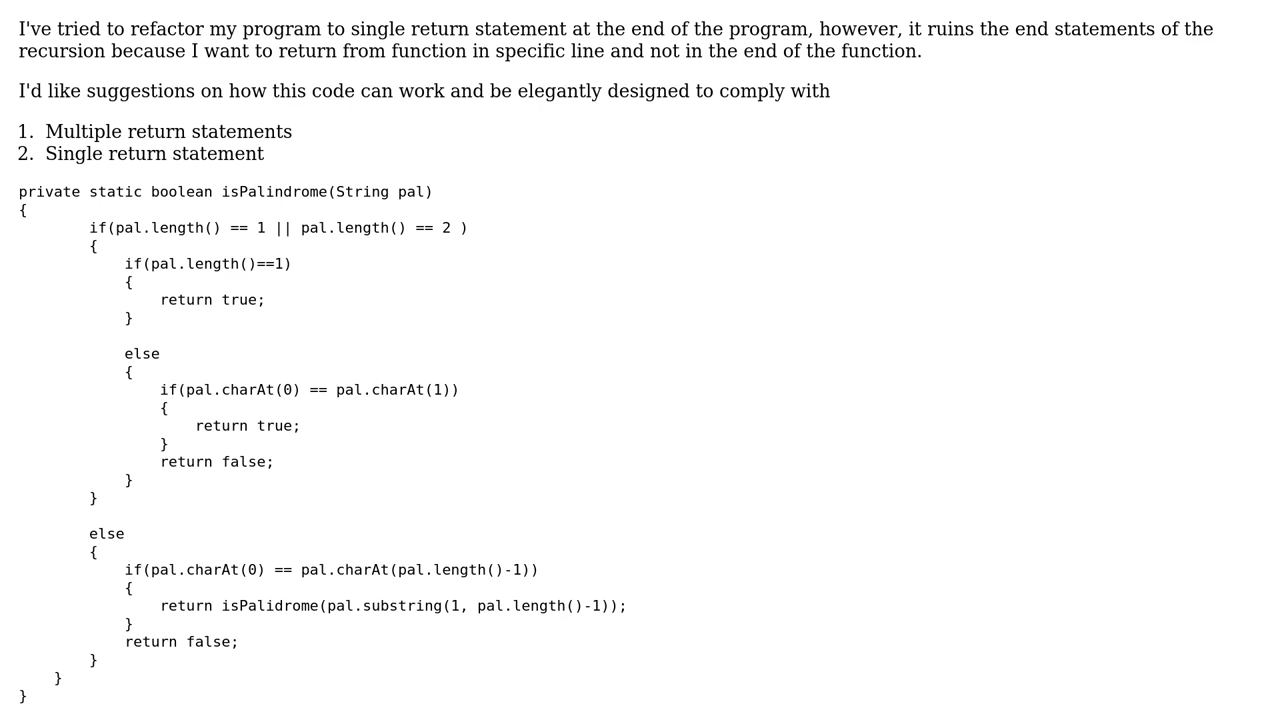 I've tried to refactor my program to single return statement at the end of the program, however, it ruins the end statements of the
recursion because I want to return from function in specific line and not in the end of the function.
I'd like suggestions on how this code can work and be elegantly designed to comply with
1. Multiple return statements
2. Single return statement
private static boolean isPalindrome(String pal)
{
        if(pal.length() == 1 || pal.length() == 2 )
        {
            if(pal.length()==1)
            {
                return true;
            }
            else
            {
                if(pal.charAt(0) == pal.charAt(1))
                {
                    return true;
                }
                return false;
            }
        }
        else
        {
            if(pal.charAt(0) == pal.charAt(pal.length()-1))
            {
                return isPalidrome(pal.substring(1, pal.length()-1));
            }
            return false;
        }
    }
}